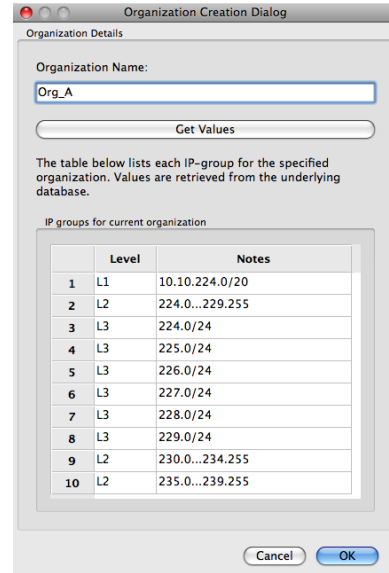 Organization Creation Dialog
Organization Details
Organization Name:
Org_A
Get Values
The table below lists each IP-group for the specified
organization. Values are retrieved from the underlying
database.
IP groups for current organization
Level Notes
1 L1 10.10.224.0/20
2 L2 224.0...229.255
3 L3 224.0/24
4 L3 225.0/24
5 L3 226.0/24
6 L3 227.0/24
7 L3 228.0/24
8 L3 229.0/24
9 L2 230.0...234.255
10 L2 235.0...239.255
Cancel OK